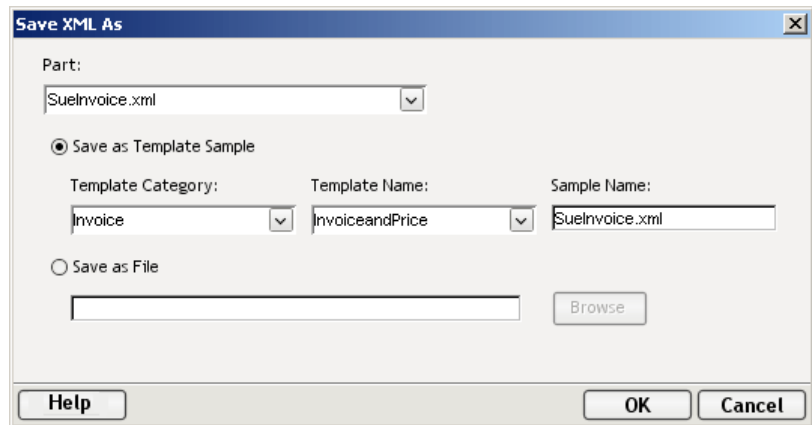 Save XML As
Part:
SueInvoice.xml
Save as Template Sample
Template Category: Template Name: Sample Name:
Invoice InvoiceandPrice SueInvoice.xml
Save as File
Browse
Help OK Cancel